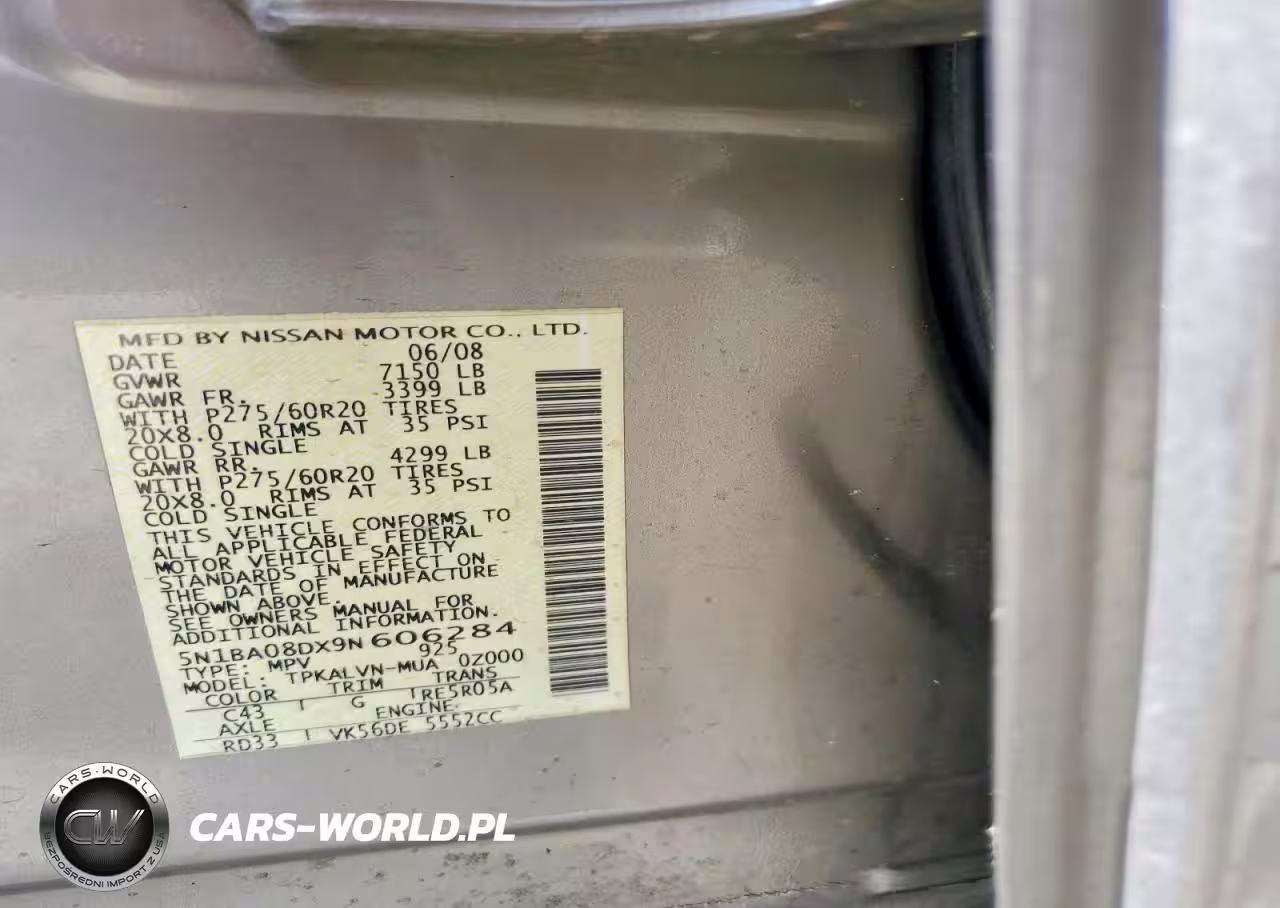 MFD BY NISSAN MOTOR CO., LTD.
DATE 06/08
GVWR 7150 LB
GAWR FR. 3399 LB
WITH P275/60R20 TIRES
20X8.0 RIMS AT 35 PSI
COLD SINGLE
GAWR RR. 4299 LB
WITH P275/60R20 TIRES
20X8.0 RIMS AT 35 PSI
COLD SINGLE
THIS VEHICLE CONFORMS TO
ALL APPLICABLE FEDERAL
MOTOR VEHICLE SAFETY
STANDARDS IN EFFECT ON
THE DATE OF MANUFACTURE
SHOWN ABOVE.
SEE OWNERS MANUAL FOR
ADDITIONAL INFORMATION.
5N1BA08DX9N606284
TYPE: MPV 925
MODEL: TPKALVN-MUA 0Z000
COLOR TRIM TRANS
C43 G RE5R05A
AXLE ENGINE
RD33 VK56DE 5552CC
CARS-WORLD
CW
BEZPOŚREDNI IMPORT Z USA
CARS-WORLD.PL